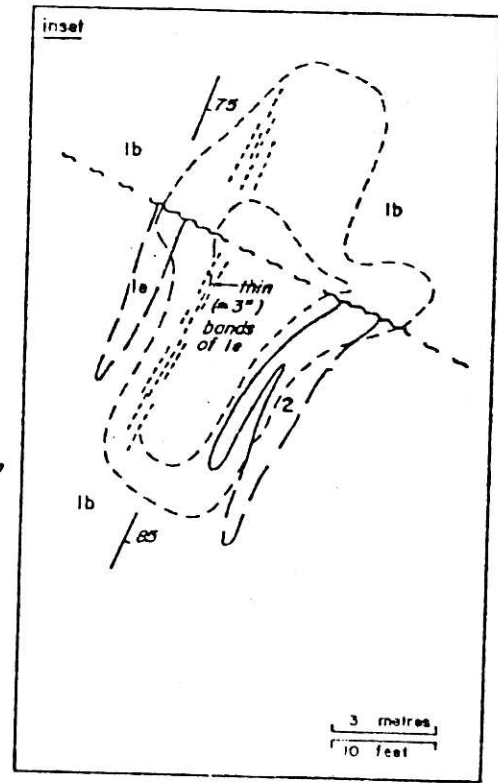 inset
75
1b
1b
1e
thin
(≈3")
bands
of 1e
2
1b
85
3 metres
10 feet